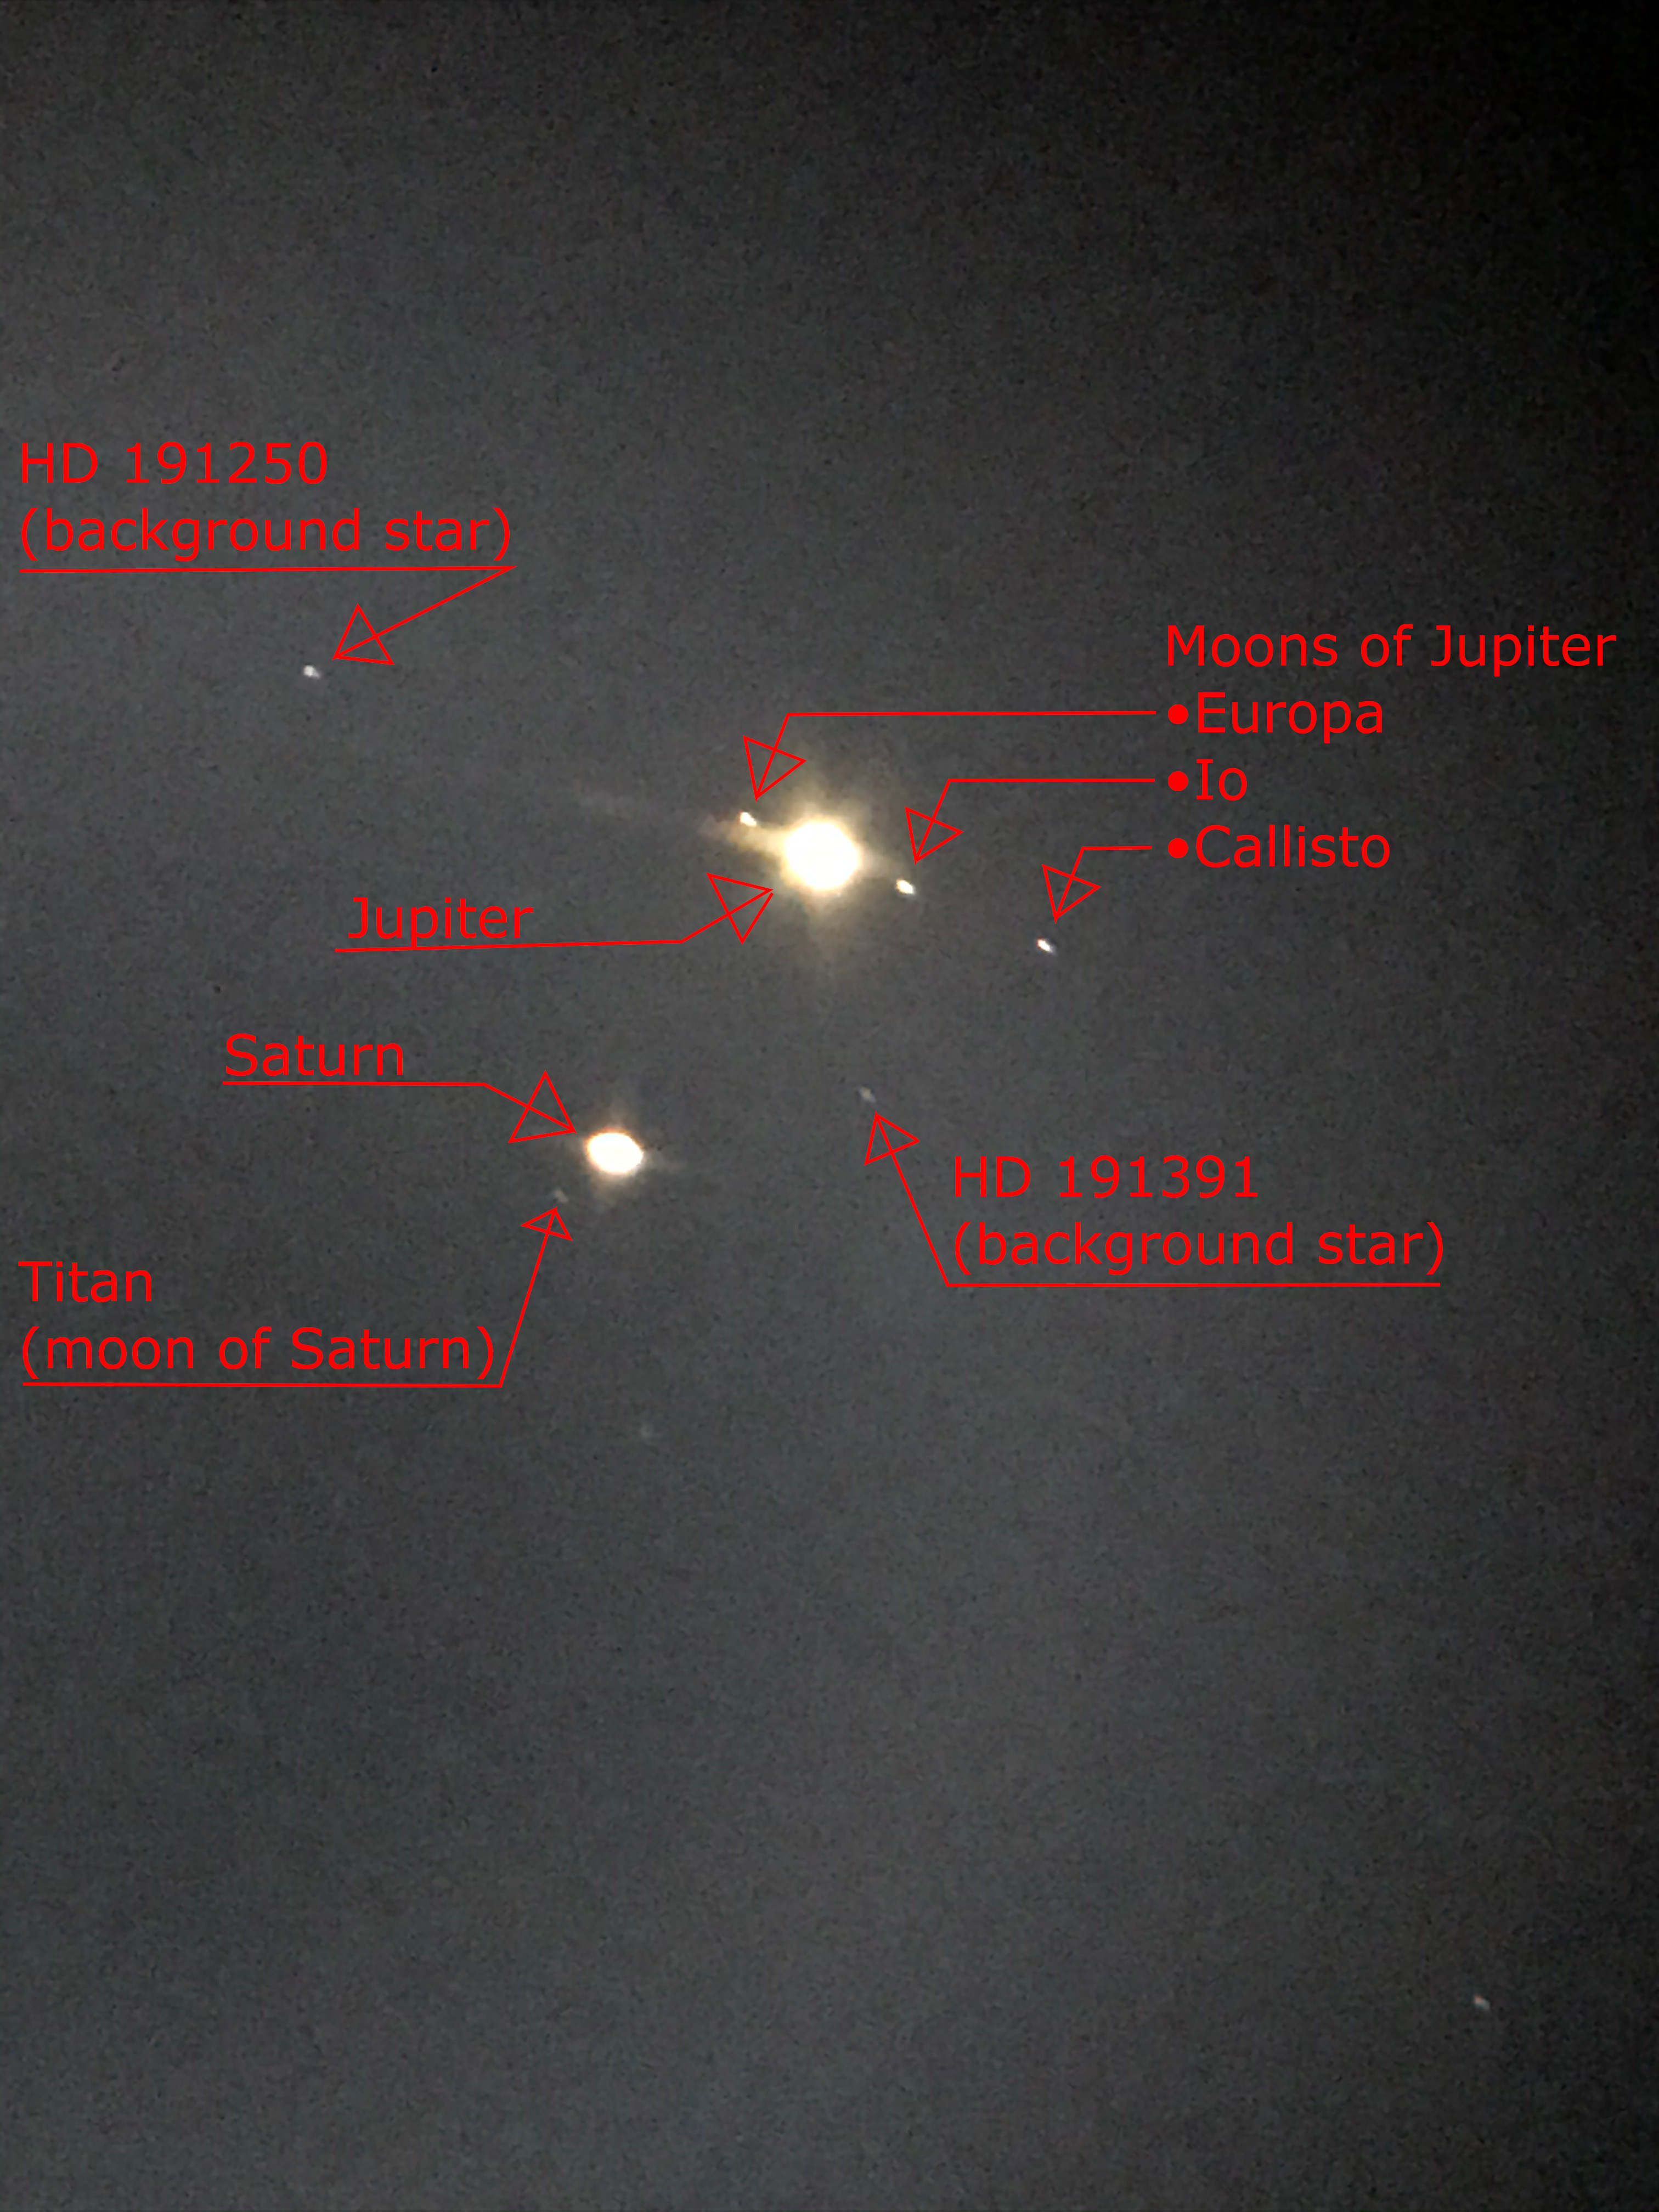 HD 191250
(background star)
Moons of Jupiter
•Europa
•Io
•Callisto
Jupiter
Saturn
HD 191391
(background star)
Titan
(moon of Saturn)